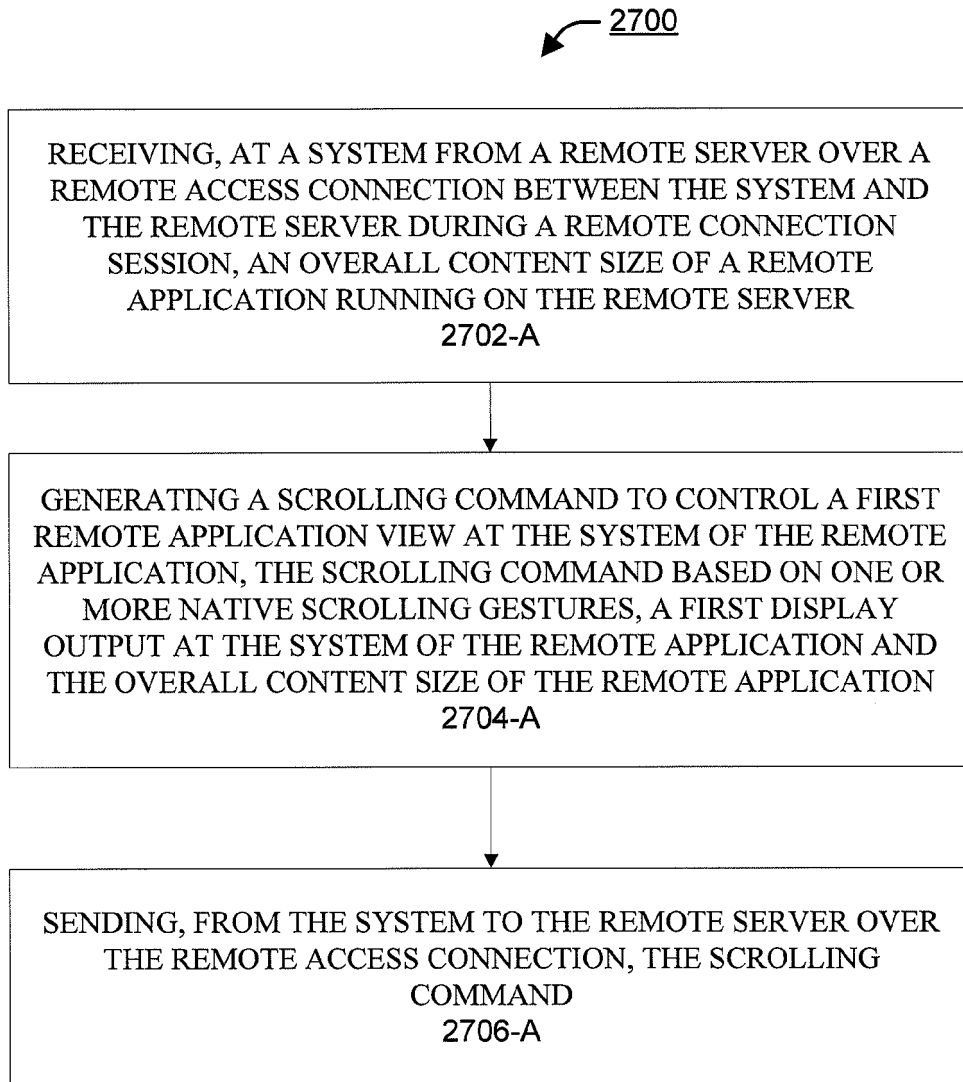 2700
RECEIVING, AT A SYSTEM FROM A REMOTE SERVER OVER A
REMOTE ACCESS CONNECTION BETWEEN THE SYSTEM AND
THE REMOTE SERVER DURING A REMOTE CONNECTION
SESSION, AN OVERALL CONTENT SIZE OF A REMOTE
APPLICATION RUNNING ON THE REMOTE SERVER
2702-A
GENERATING A SCROLLING COMMAND TO CONTROL A FIRST
REMOTE APPLICATION VIEW AT THE SYSTEM OF THE REMOTE
APPLICATION, THE SCROLLING COMMAND BASED ON ONE OR
MORE NATIVE SCROLLING GESTURES, A FIRST DISPLAY
OUTPUT AT THE SYSTEM OF THE REMOTE APPLICATION AND
THE OVERALL CONTENT SIZE OF THE REMOTE APPLICATION
2704-A
SENDING, FROM THE SYSTEM TO THE REMOTE SERVER OVER
THE REMOTE ACCESS CONNECTION, THE SCROLLING
COMMAND
2706-A